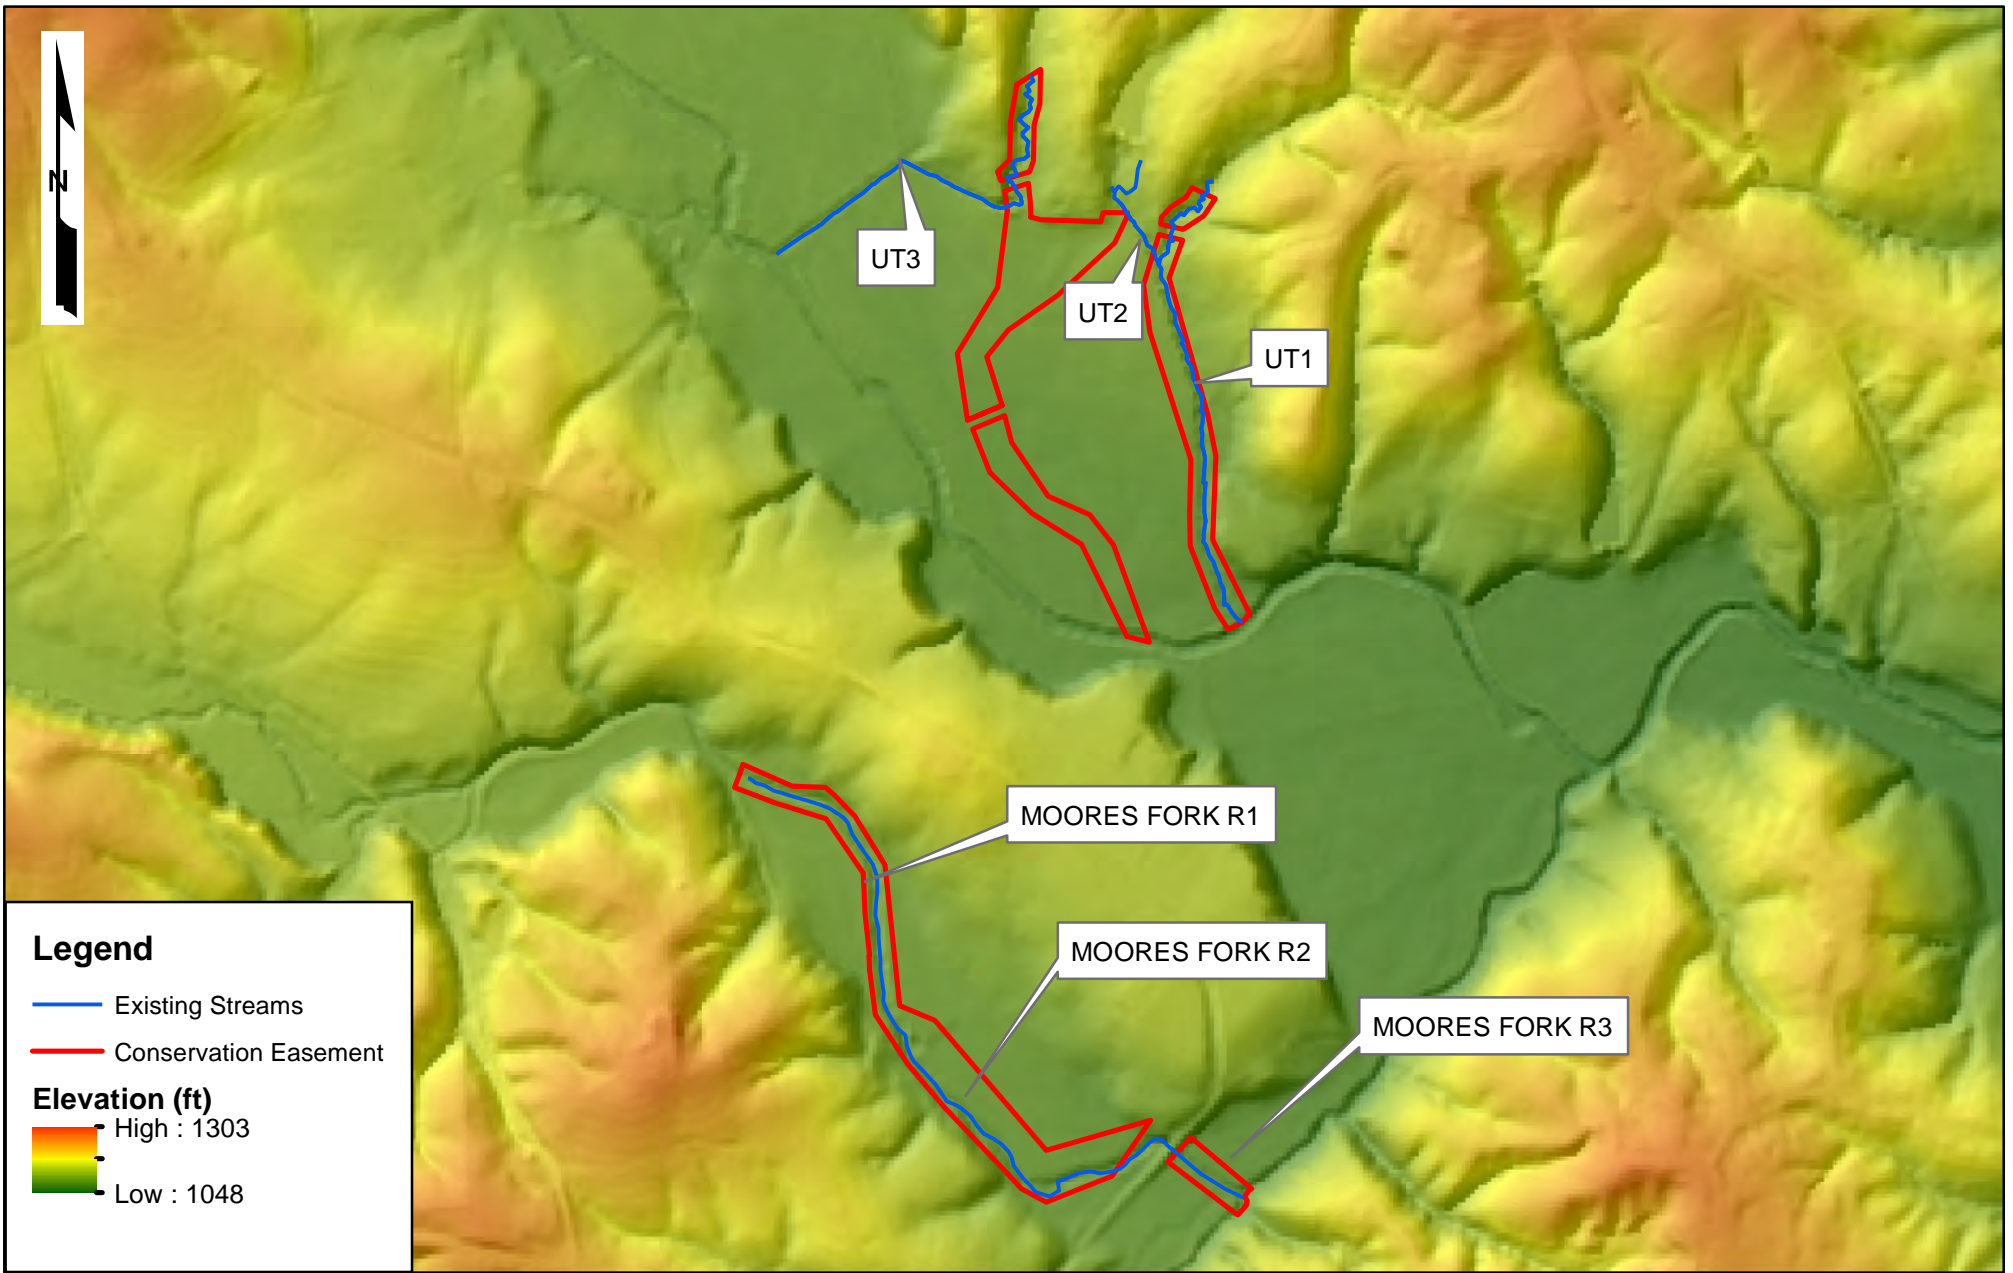 N
UT3
UT2
UT1
MOORES FORK R1
MOORES FORK R2
MOORES FORK R3
Legend
Existing Streams
Conservation Easement
Elevation (ft)
High : 1303
Low : 1048